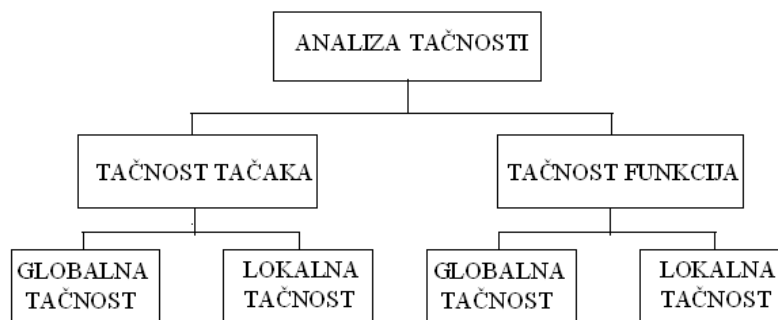 ANALIZA TAČNOSTI
TAČNOST TAČAKA
TAČNOST FUNKCIJA
GLOBALNA
TAČNOST
LOKALNA
TAČNOST
GLOBALNA
TAČNOST
LOKALNA
TAČNOST